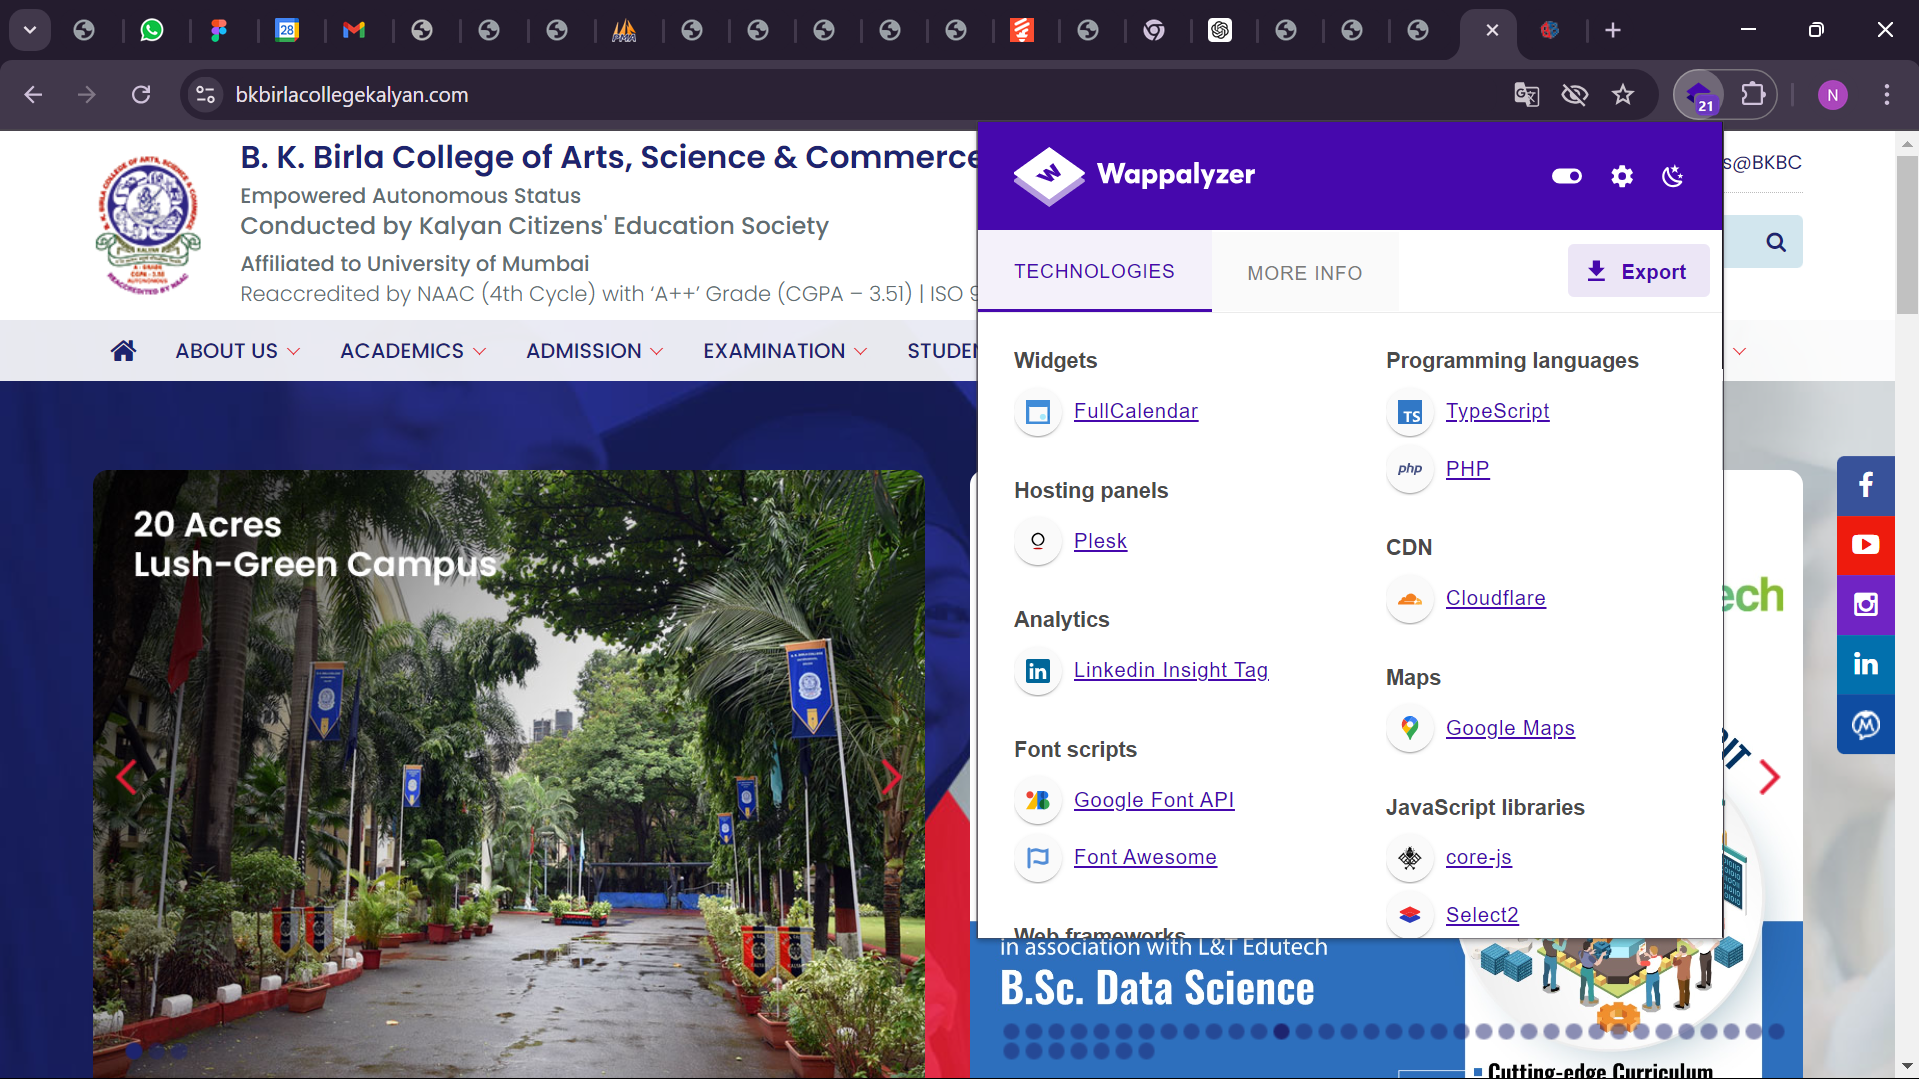 28
bkbirlacollegekalyan.com
21
N
B. K. Birla College of Arts, Science & Commerce
Empowered Autonomous Status
Conducted by Kalyan Citizens' Education Society
Affiliated to University of Mumbai
Reaccredited by NAAC (4th Cycle) with ‘A++’ Grade (CGPA – 3.51) | ISO 9
s@BKBC
ABOUT US
ACADEMICS
ADMISSION
EXAMINATION
STUDEN
20 Acres
Lush-Green Campus
Wappalyzer
TECHNOLOGIES
MORE INFO
Export
Widgets
FullCalendar
Hosting panels
Plesk
Analytics
Linkedin Insight Tag
Font scripts
Google Font API
Font Awesome
Web frameworks
Programming languages
TS
TypeScript
php
PHP
CDN
Cloudflare
Maps
Google Maps
JavaScript libraries
core-js
Select2
ech
in association with L&T Edutech
B.Sc. Data Science
Cutting-edge Curriculum